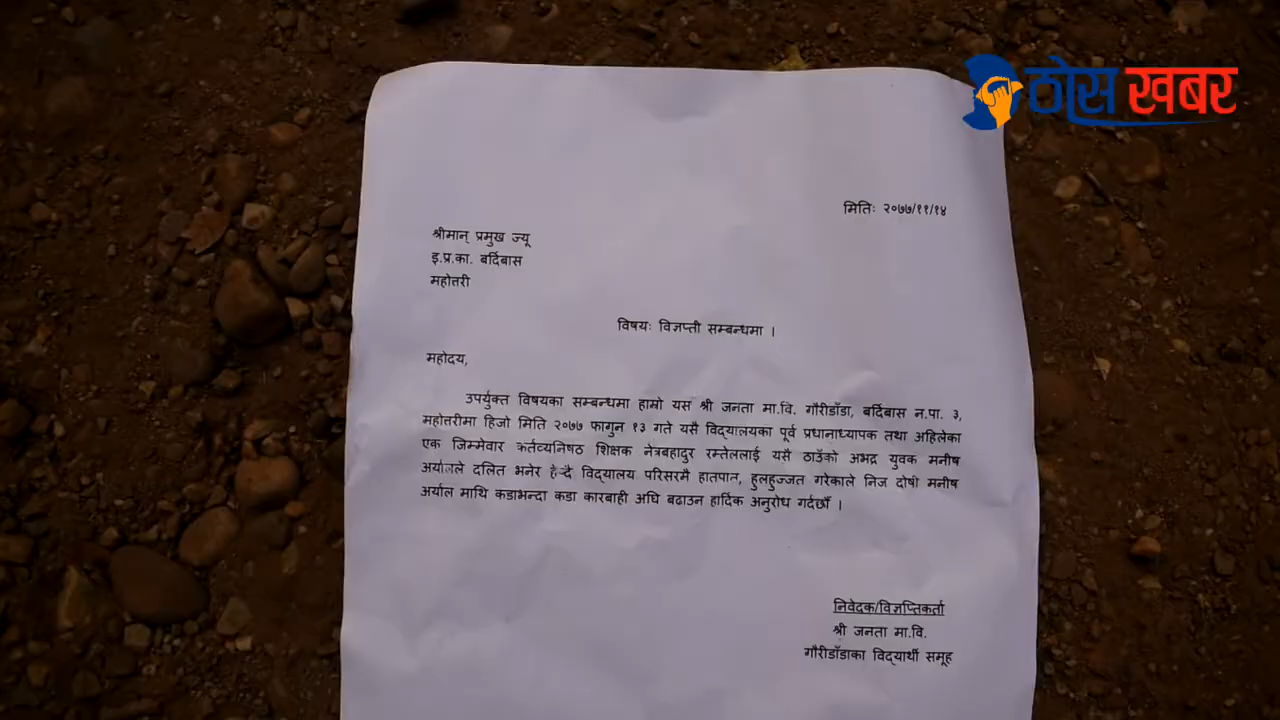 ठोस खबर
मितिः २०७७/११/१४
श्रीमान् प्रमुख ज्यू
इ.प्र.का. बर्दिबास
महोत्तरी
विषयः विज्ञप्ती सम्बन्धमा ।
महोदय,
उपर्युक्त विषयका सम्बन्धमा हाम्रो यस श्री जनता मा.वि. गौरीडाँडा, बर्दिबास न.पा. ३,
महोत्तरीमा हिजो मिति २०७७ फागुन १३ गते यसै विद्यालयका पूर्व प्रधानाध्यापक तथा अहिलेका
एक जिम्मेवार कर्तव्यनिष्ठ शिक्षक नेत्रबहादुर रम्तेललाई यसै ठाउँको अभद्र युवक मनीष
अर्यालले दलित भनेर विद्यालय परिसरमै हातपात, हुलहुज्जत गरेकाले निज दोषी मनीष
अर्याल माथि कडाभन्दा कडा कारबाही अघि बढाउन हार्दिक अनुरोध गर्दछौँ ।
निवेदक/विज्ञप्तिकर्ता
श्री जनता मा.वि.
गौरीडाँडाका विद्यार्थी समूह